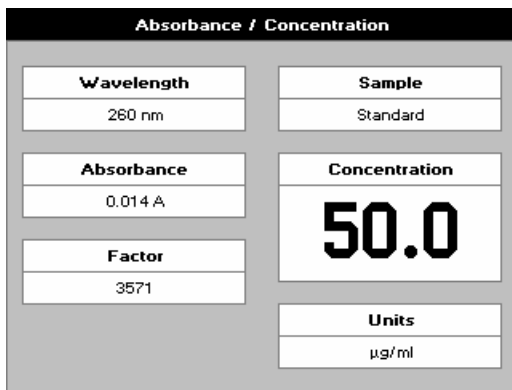 Absorbance / Concentration
Wavelength
260 nm
Absorbance
0.014 A
Factor
3571
Sample
Standard
Concentration
50.0
Units
µg/ml